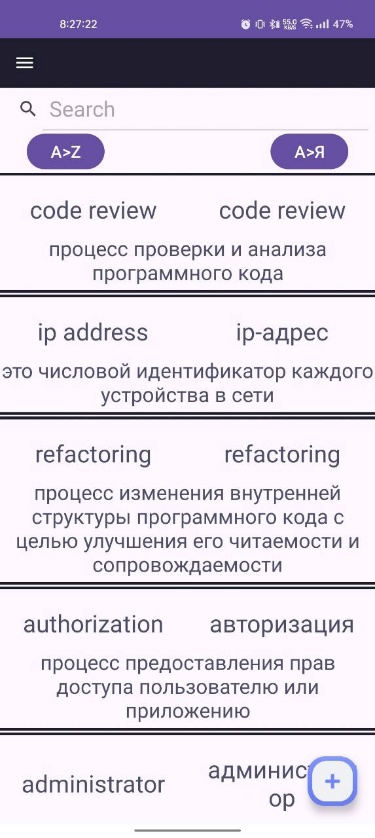 8:27:22 55.0 KB/S 47%
Search
A>Z A>Я
code review code review
процесс проверки и анализа
программного кода
ip address ip-адрес
это числовой идентификатор каждого
устройства в сети
refactoring refactoring
процесс изменения внутренней
структуры программного кода с
целью улучшения его читаемости и
сопровождаемости
authorization авторизация
процесс предоставления прав
доступа пользователю или
приложению
administrator
ор